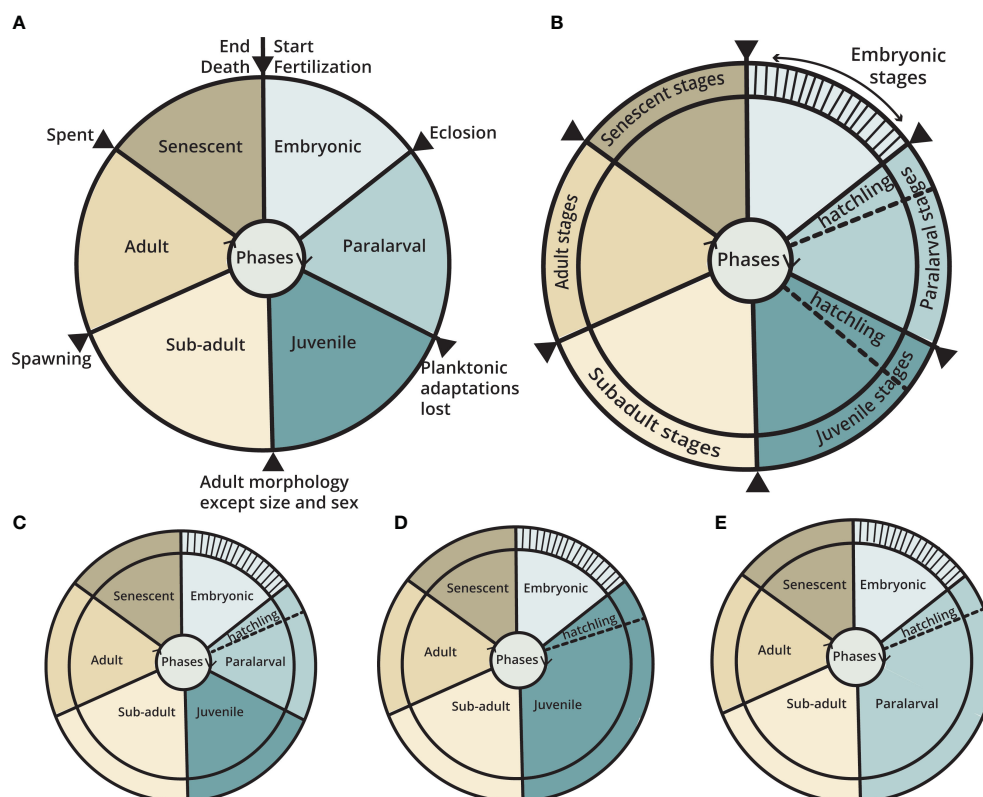 A
End
Death
Start
Fertilization
Spent
Eclosion
Senescent
Embryonic
Adult
Phases
Paralarval
Sub-adult
Juvenile
Spawning
Planktonic
adaptations
lost
Adult morphology
except size and sex
B
Embryonic
stages
Senescent stages
hatchling
Paralarval stages
Adult stages
Phases
hatchling
Subadult stages
Juvenile stages
C
Senescent
Embryonic
hatchling
Adult
Phases
Paralarval
Sub-adult
Juvenile
D
Senescent
Embryonic
hatchling
Adult
Phases
Sub-adult
Juvenile
E
Senescent
Embryonic
hatchling
Adult
Phases
Sub-adult
Paralarval